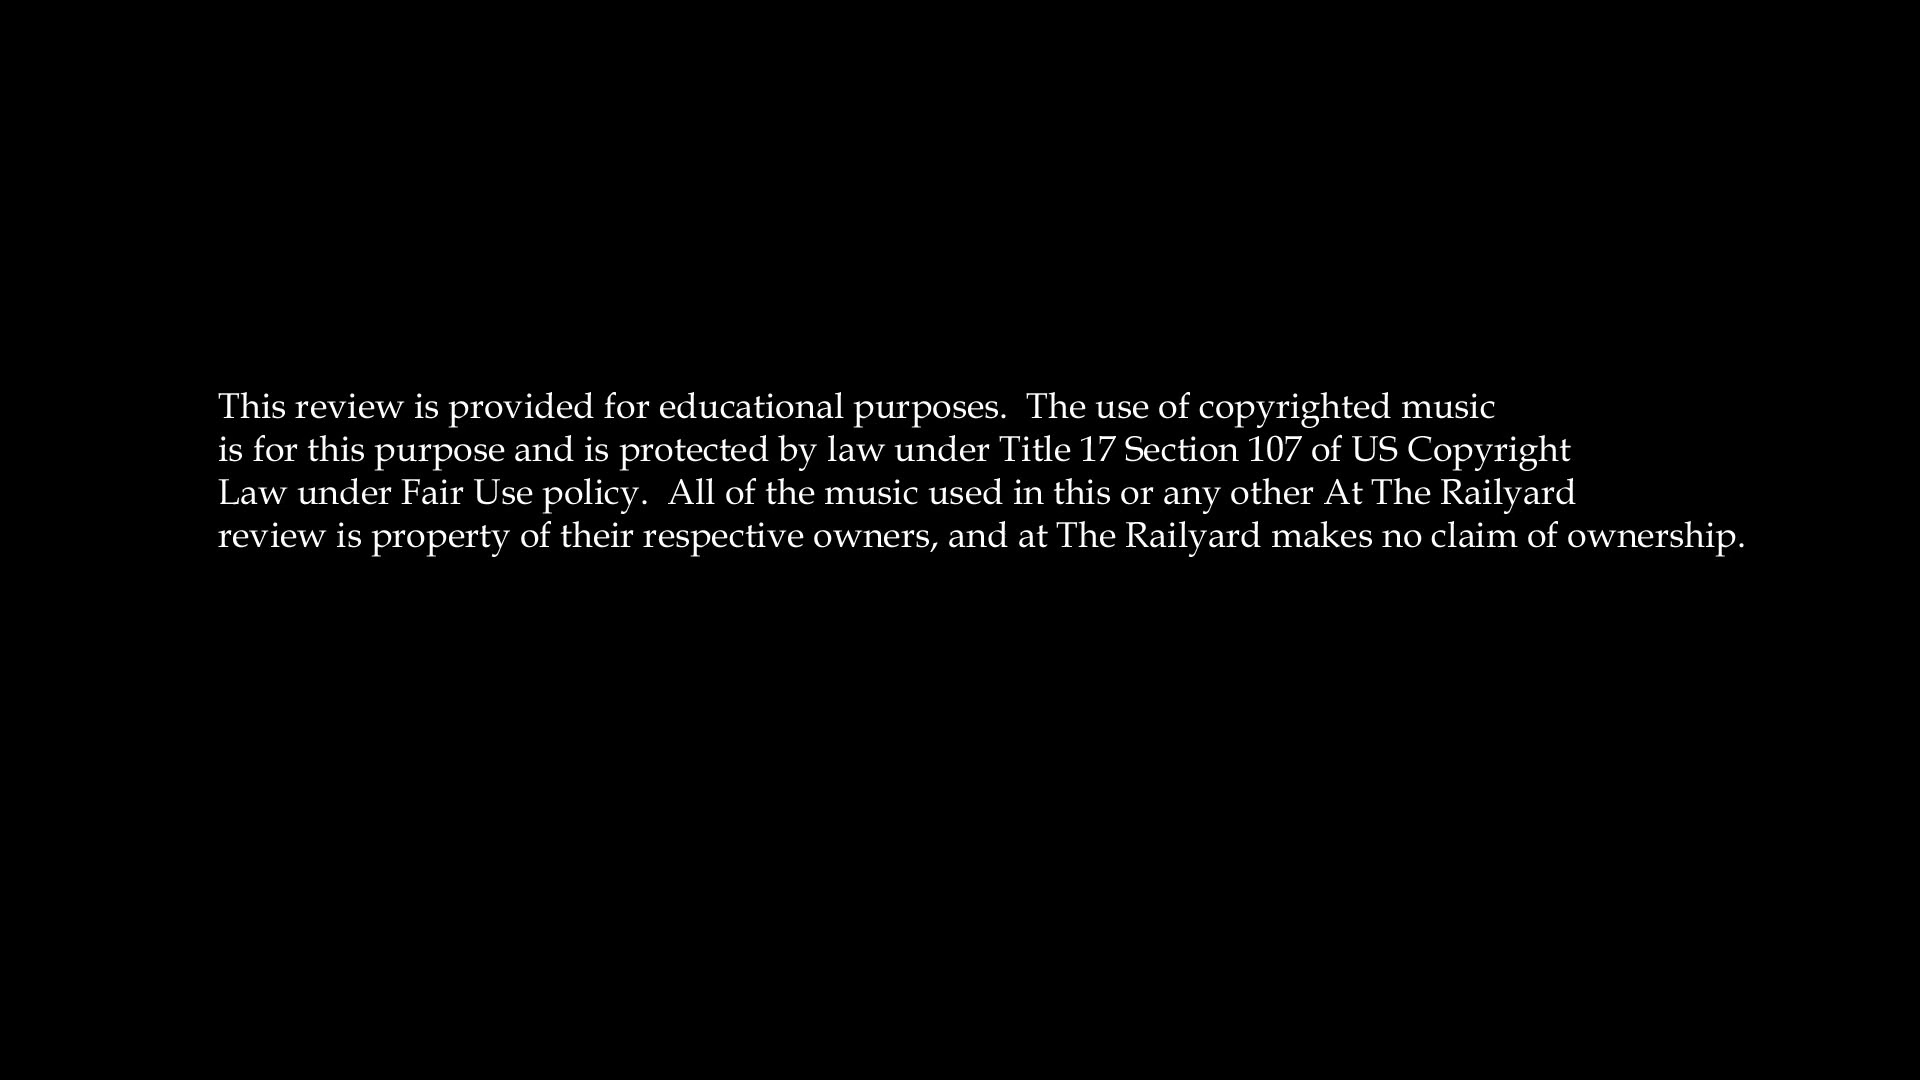 This review is provided for educational purposes.  The use of copyrighted music
is for this purpose and is protected by law under Title 17 Section 107 of US Copyright
Law under Fair Use policy.  All of the music used in this or any other At The Railyard
review is property of their respective owners, and at The Railyard makes no claim of ownership.